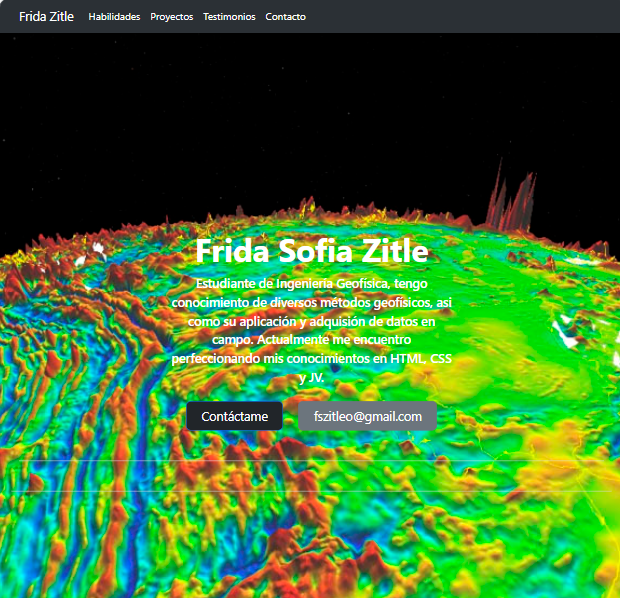 Frida Zitle Habilidades Proyectos Testimonios Contacto
Frida Sofia Zitle
Estudiante de Ingeniería Geofísica, tengo
conocimiento de diversos métodos geofísicos, asi
como su aplicación y adquisión de datos en
campo. Actualmente me encuentro
perfeccionando mis conocimientos en HTML, CSS
y JV.
Contáctame fszitleo@gmail.com